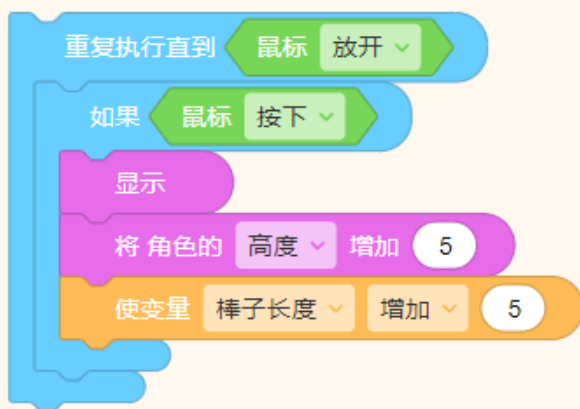 重复执行直到 鼠标 放开
如果 鼠标 按下
显示
将 角色的 高度 增加 5
使变量 棒子长度 增加 5